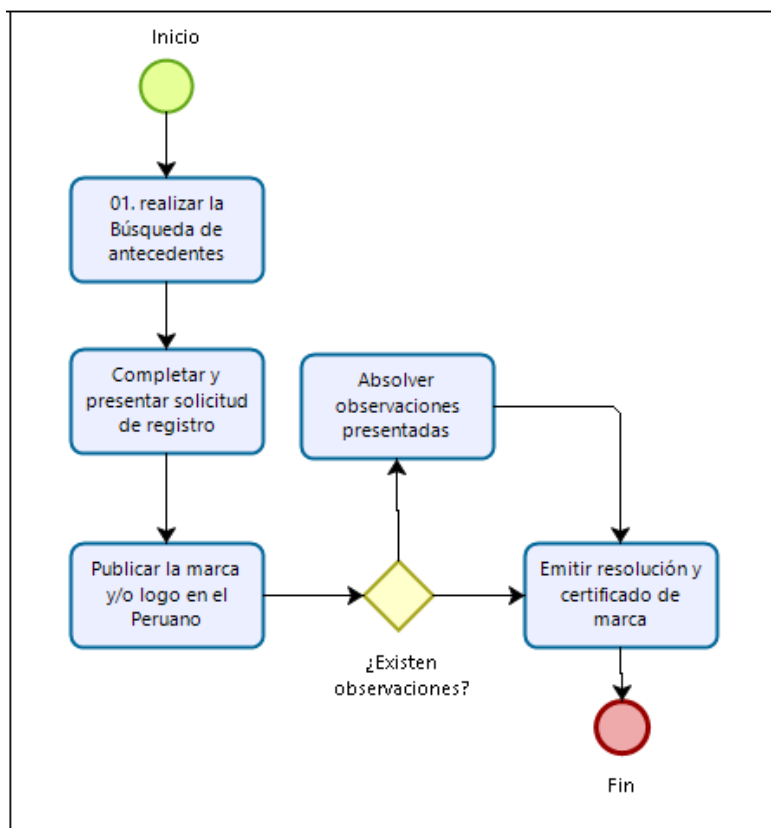 Inicio
01. realizar la
Búsqueda de
antecedentes
Completar y
presentar solicitud
de registro
Absolver
observaciones
presentadas
Publicar la marca
y/o logo en el
Peruano
¿Existen
observaciones?
Emitir resolución y
certificado de
marca
Fin